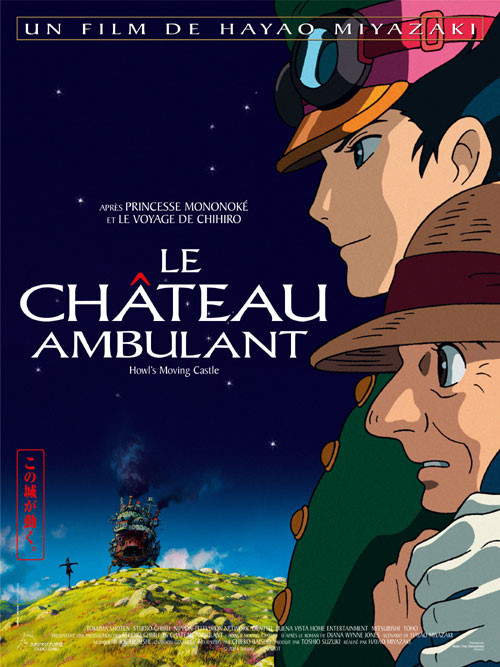 UN FILM DE HAYAO MIYAZAKI
APRÈS PRINCESSE MONONOKÉ
ET LE VOYAGE DE CHIHIRO
LE
CHÂTEAU
AMBULANT
Howl's Moving Castle
この城が動く。
TOKUMA SHOTEN STUDIO GHIBLI NIPPON TELEVISION NETWORK DENTSU BUENA VISTA HOME ENTERTAINMENT MITSUBISHI TOHO
D'APRÈS LE ROMAN DE DIANA WYNNE JONES
HAYAO MIYAZAKI
PRODUIT PAR TOSHIO SUZUKI RÉALISÉ PAR HAYAO MIYAZAKI